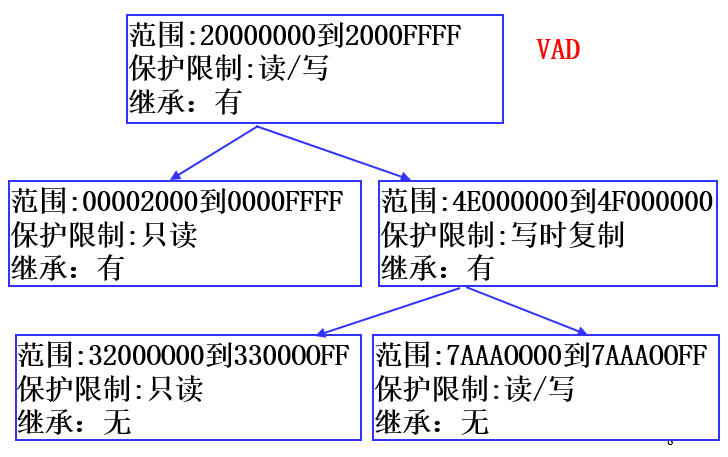 范围:20000000到2000FFFF
保护限制:读/写
继承: 有
VAD
范围:00002000到0000FFFF
保护限制:只读
继承: 有
范围:4E000000到4F000000
保护限制:写时复制
继承: 有
范围:32000000到330000FF
保护限制:只读
继承: 无
范围:7AAA0000到7AAA00FF
保护限制:读/写
继承: 无
。